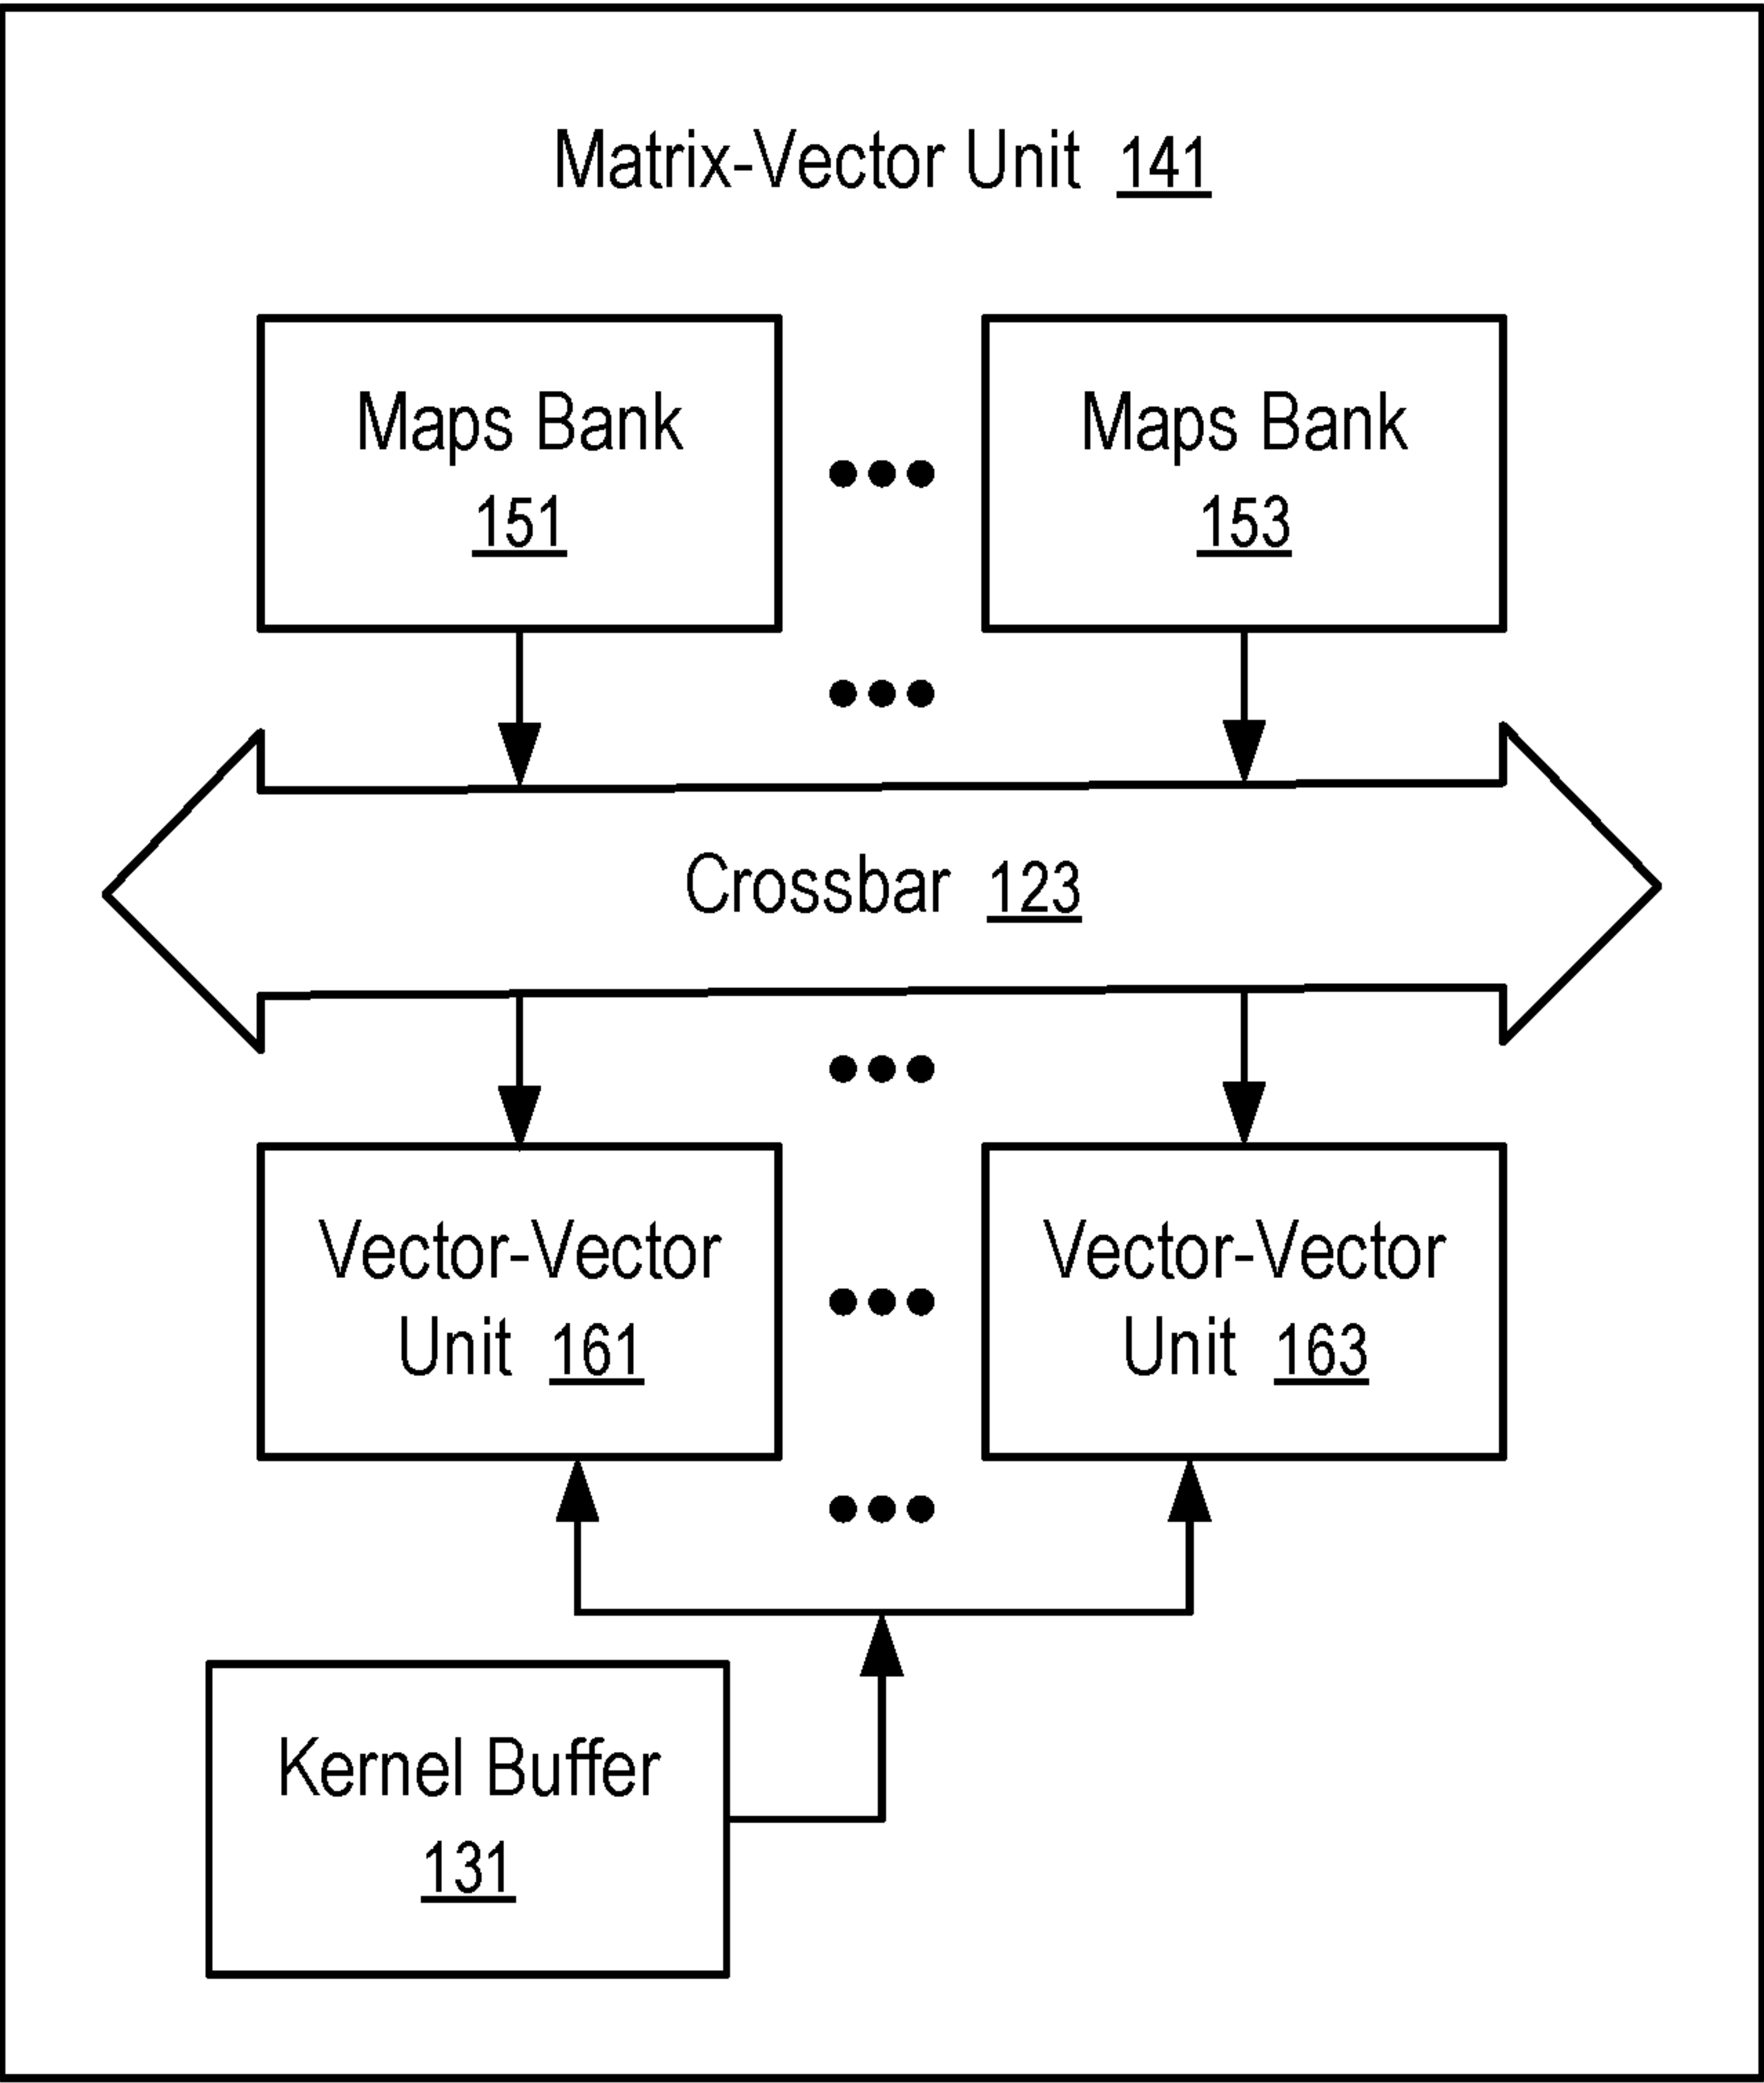 Matrix-Vector Unit 141
Maps Bank
151
Maps Bank
153
Crossbar 123
Vector-Vector
Unit 161
Vector-Vector
Unit 163
Kernel Buffer
131